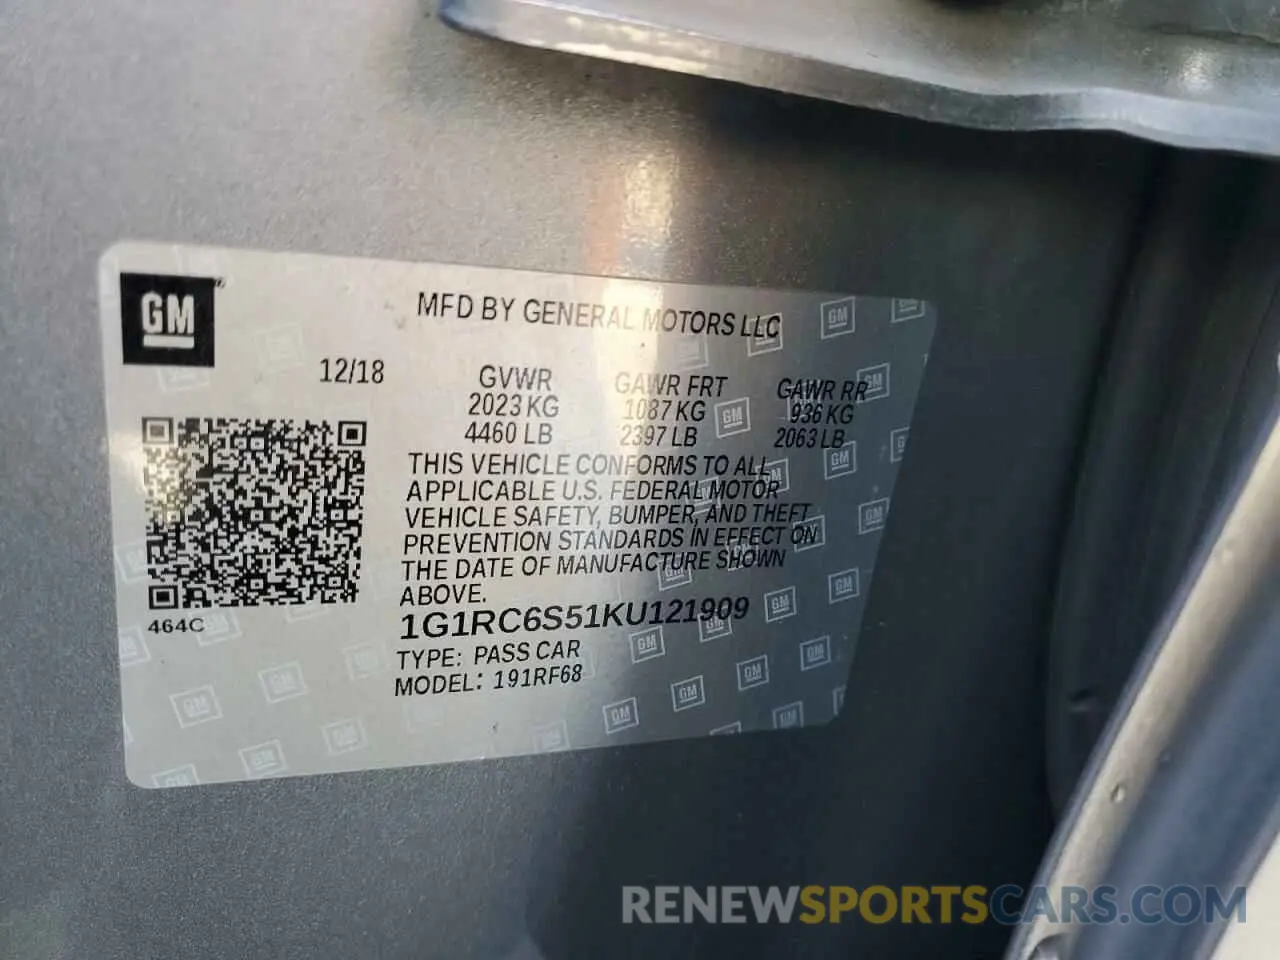 GM
MFD BY GENERAL MOTORS LLC
12/18
GVWR GAWR FRT GAWR RR
2023 KG 1087 KG 936 KG
4460 LB 2397 LB 2063 LB
THIS VEHICLE CONFORMS TO ALL
APPLICABLE U.S. FEDERAL MOTOR
VEHICLE SAFETY, BUMPER, AND THEFT
PREVENTION STANDARDS IN EFFECT ON
THE DATE OF MANUFACTURE SHOWN
ABOVE.
464C
1G1RC6S51KU121909
TYPE: PASS CAR
MODEL: 191RF68
RENEWSPORTSCARS.COM